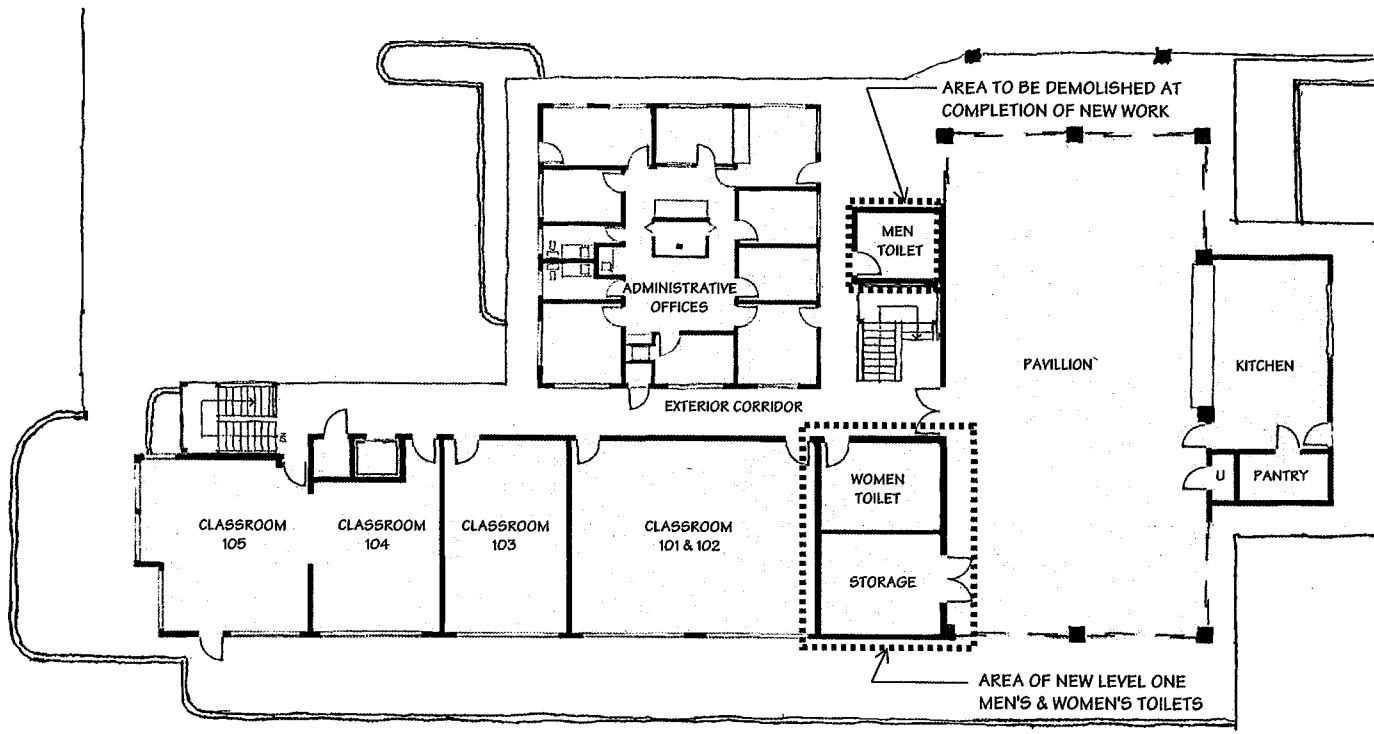 AREA TO BE DEMOLISHED AT
COMPLETION OF NEW WORK
MEN
TOILET
ADMINISTRATIVE
OFFICES
PAVILLION
KITCHEN
EXTERIOR CORRIDOR
DN
WOMEN
TOILET
U
PANTRY
CLASSROOM
105
CLASSROOM
104
CLASSROOM
103
CLASSROOM
101 & 102
STORAGE
AREA OF NEW LEVEL ONE
MEN'S & WOMEN'S TOILETS